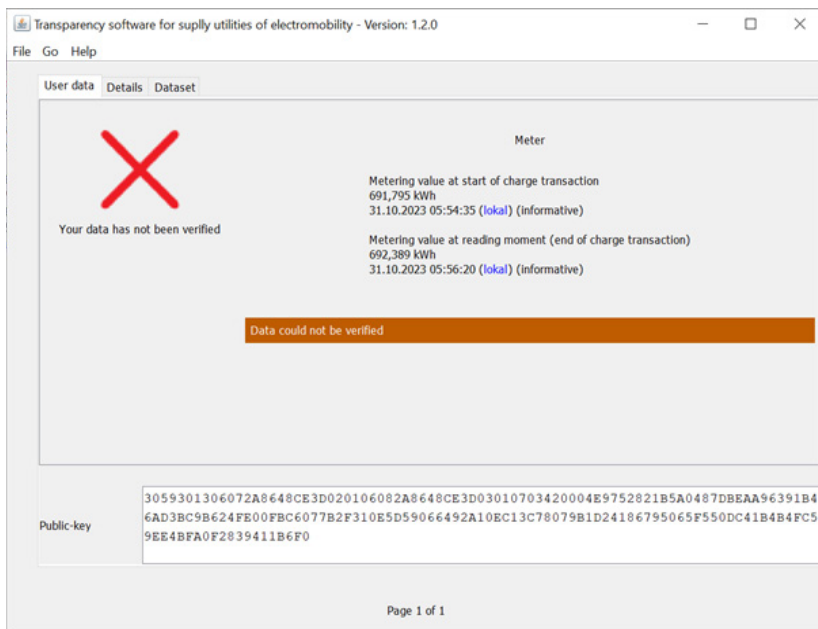 Transparency software for suplly utilities of electromobility - Version: 1.2.0
File Go Help
User data Details Dataset
Meter
Metering value at start of charge transaction
691,795 kWh
31.10.2023 05:54:35 (lokal) (informative)
Your data has not been verified
Metering value at reading moment (end of charge transaction)
692,389 kWh
31.10.2023 05:56:20 (lokal) (informative)
Data could not be verified
Public-key
3059301306072A8648CE3D020106082A8648CE3D03010703420004E9752821B5A0487DBEAA96391B4
6AD3BC9B624FE00FBC6077B2F310E5D59066492A10EC13C78079B1D24186795065F550DC41B4B4FC5
9EE4BFA0F2839411B6F0
Page 1 of 1